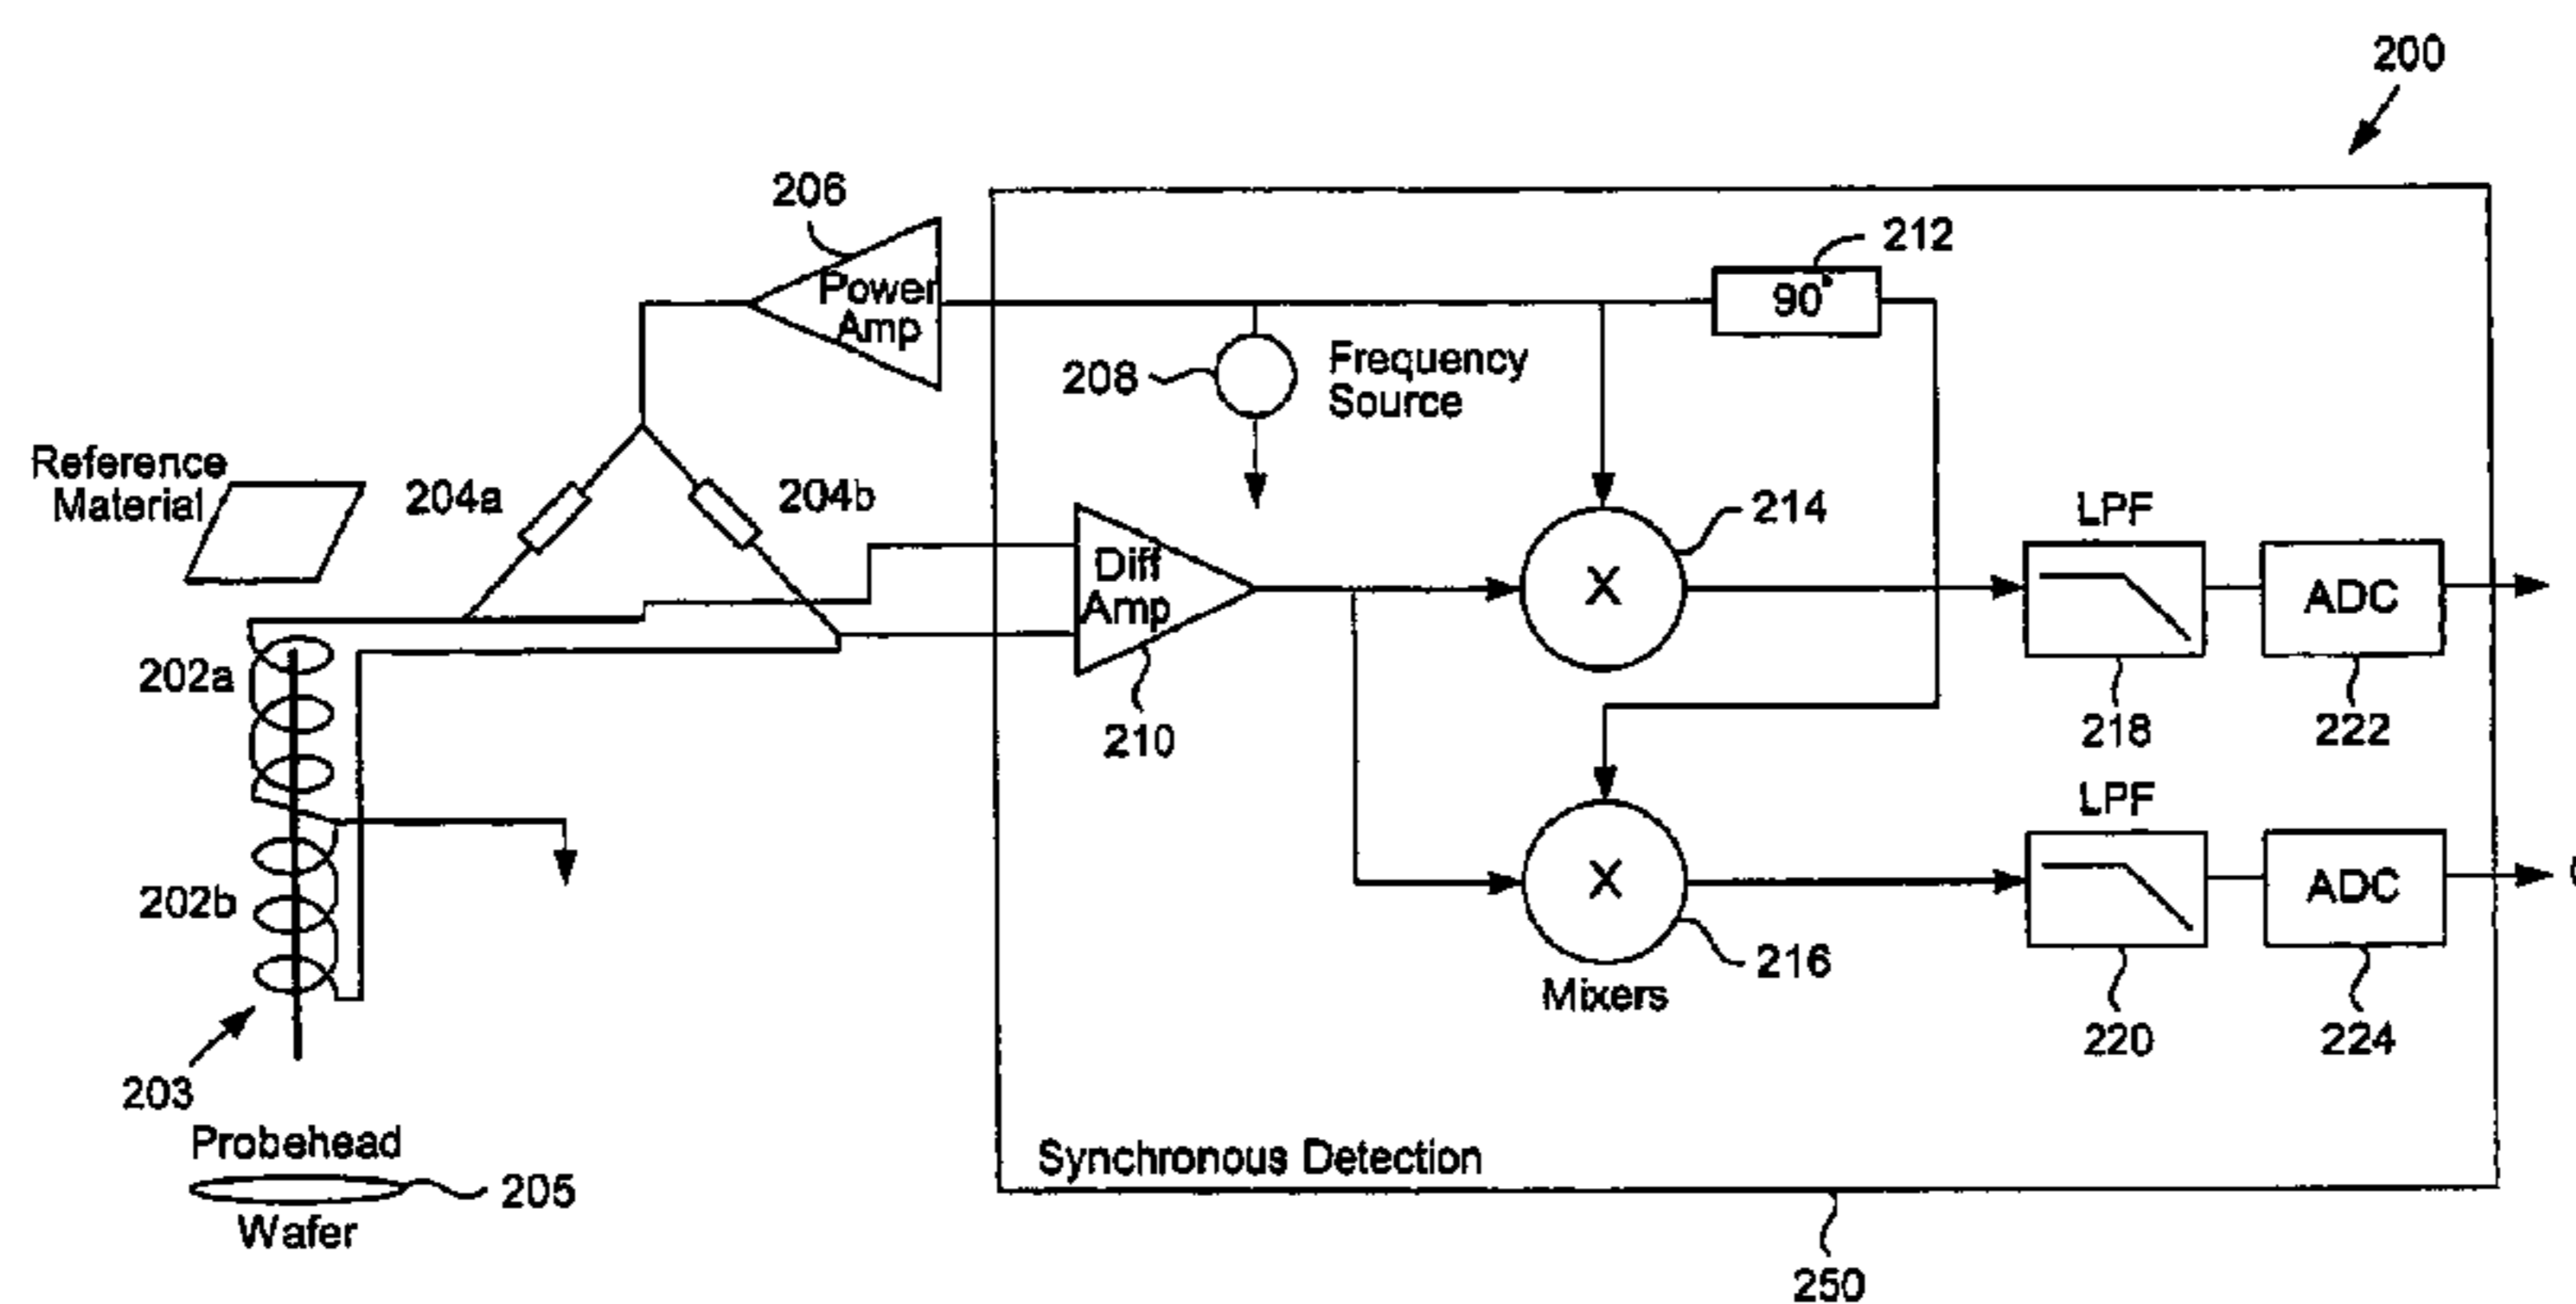 200
206
212
Power
Amp
90°
208
Frequency
Source
Reference
Material
204a
204b
214
LPF
Diff
Amp
X
ADC
202a
210
218
222
LPF
202b
X
ADC
216
Mixers
220
224
203
Probehead
Synchronous Detection
205
Wafer
250